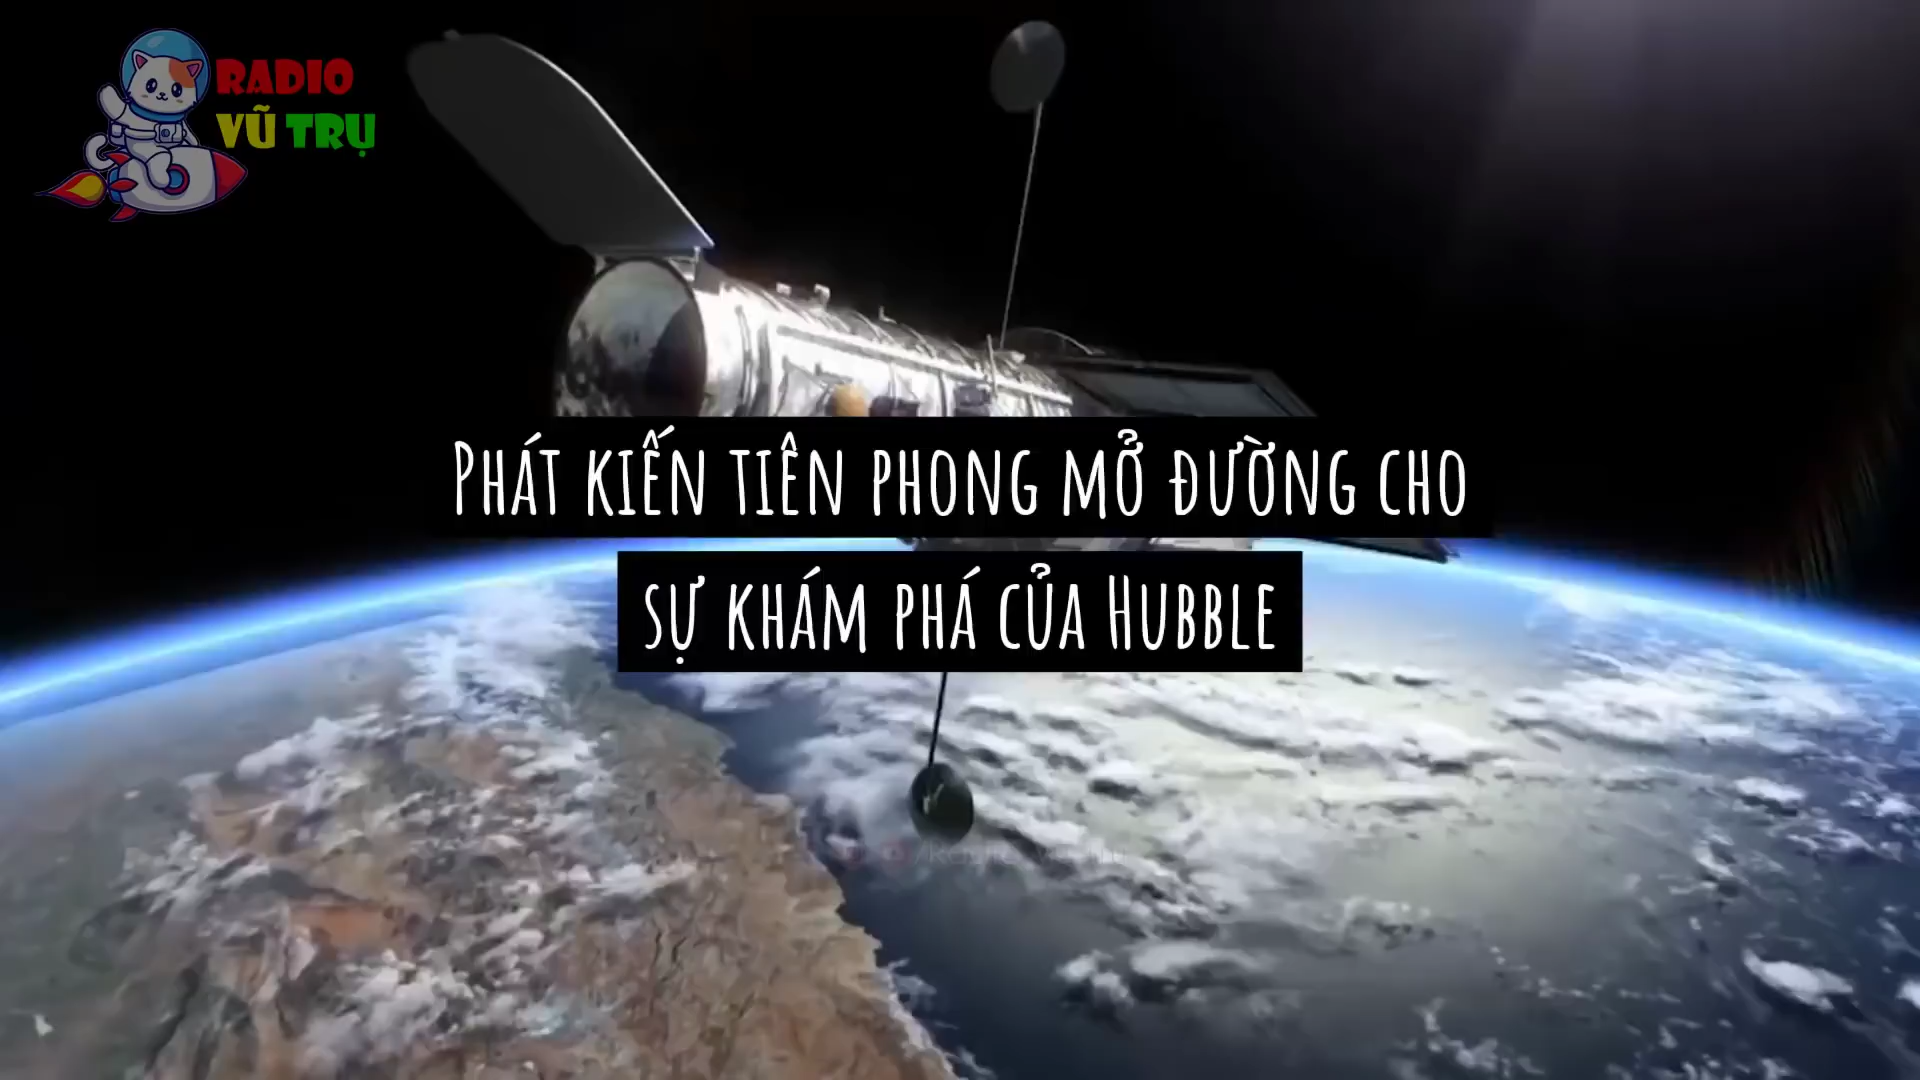 RADIO
VŨ TRỤ
Phát kiến tiên phong mở đường cho
sự khám phá của Hubble